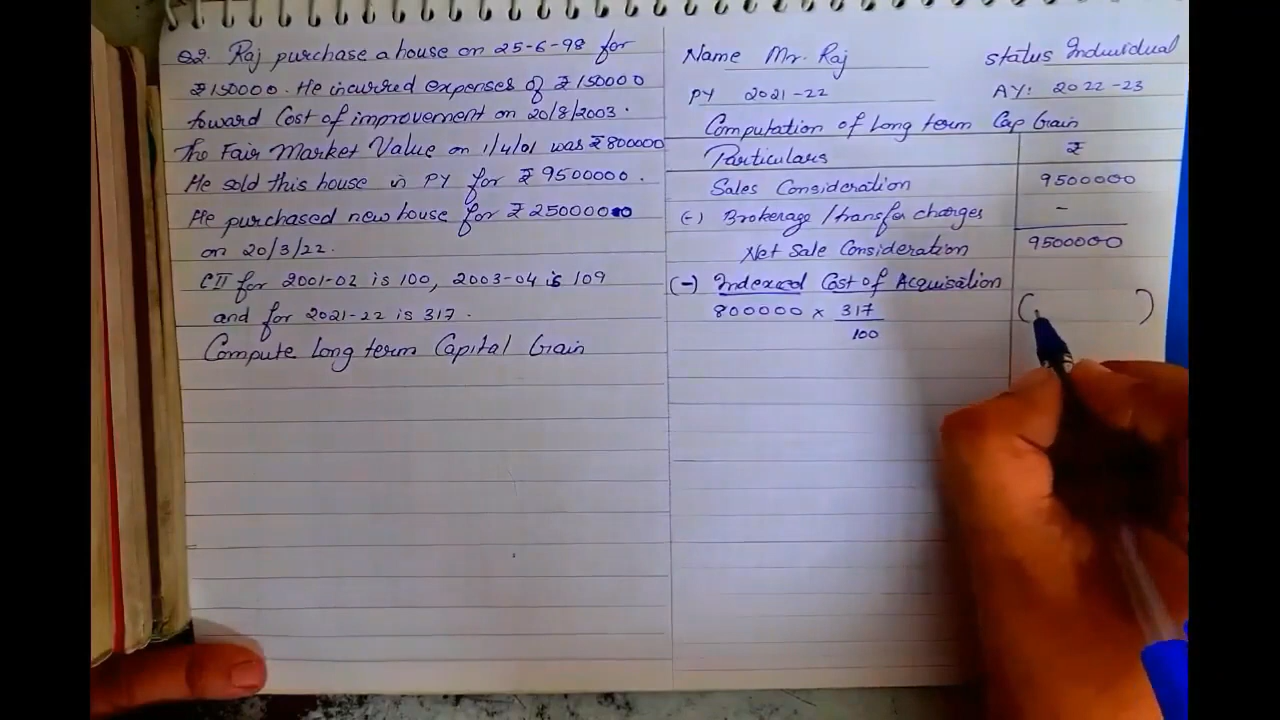 Q2. Raj purchase a house on 25-6-98 for
₹150000. He incurred expenses of ₹150000
toward Cost of improvement on 20/8/2003.
The Fair Market Value on 1/4/01 was ₹800000
He sold this house in PY for ₹9500000.
He purchased new house for ₹2500000
on 20/3/22.
CII for 2001-02 is 100, 2003-04 is 109
and for 2021-22 is 317.
Compute Long term Capital Gain
Name Mr. Raj status Individual
PY 2021-22 AY: 2022-23
Computation of Long term Cap Gain
Particulars ₹
Sales Consideration 9500000
(-) Brokerage / transfer charges -
Net Sale Consideration 9500000
(-) Indexed Cost of Acquisation
800000 × 317 ( )
100